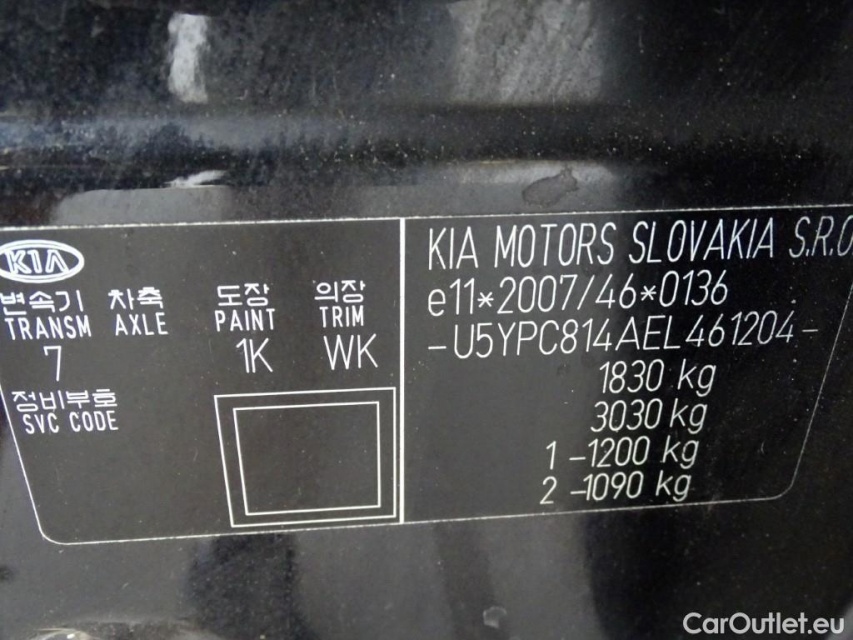 KIA
변속기 차축 도장 의장
TRANSM AXLE PAINT TRIM
7 1K WK
정비부호
SVC CODE
KIA MOTORS SLOVAKIA S.R.O
e11*2007/46*0136
-U5YPC814AEL461204-
1830 kg
3030 kg
1 -1200 kg
2 -1090 kg
CarOutlet.eu